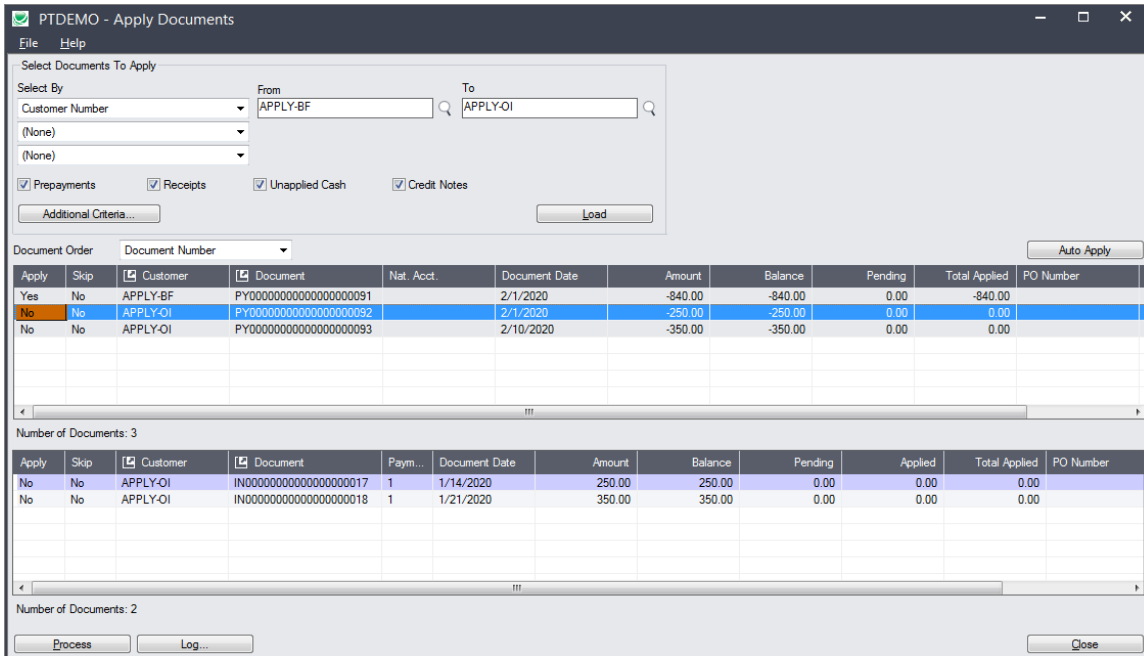 PTDEMO - Apply Documents
File Help
Select Documents To Apply
Select By From To
Customer Number APPLY-BF APPLY-OI
(None)
(None)
Prepayments Receipts Unapplied Cash Credit Notes
Additional Criteria... Load
Document Order Document Number Auto Apply
Apply Skip Customer Document Nat. Acct. Document Date Amount Balance Pending Total Applied PO Number
Yes No APPLY-BF PY00000000000000000091 2/1/2020 -840.00 -840.00 0.00 -840.00
No No APPLY-OI PY00000000000000000092 2/1/2020 -250.00 -250.00 0.00 0.00
No No APPLY-OI PY00000000000000000093 2/10/2020 -350.00 -350.00 0.00 0.00
Number of Documents: 3
Apply Skip Customer Document Paym... Document Date Amount Balance Pending Applied Total Applied PO Number
No No APPLY-OI IN00000000000000000017 1 1/14/2020 250.00 250.00 0.00 0.00 0.00
No No APPLY-OI IN00000000000000000018 1 1/21/2020 350.00 350.00 0.00 0.00 0.00
Number of Documents: 2
Process Log... Close